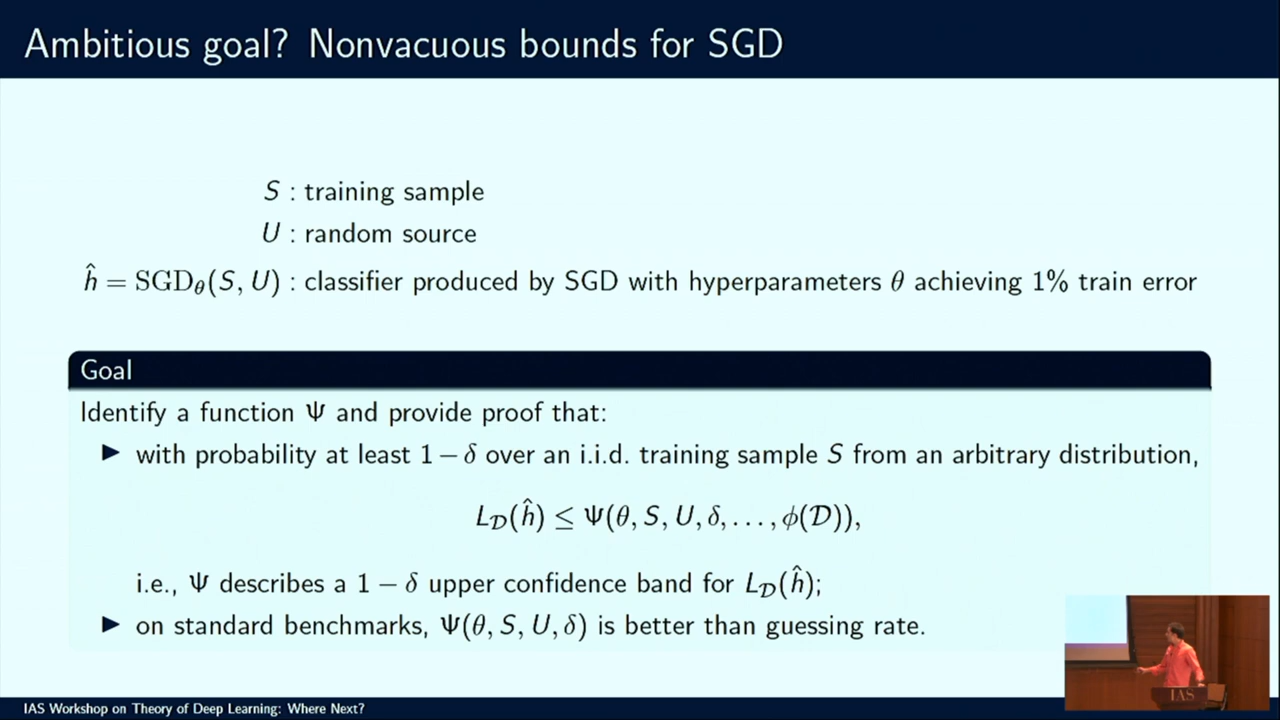 Ambitious goal? Nonvacuous bounds for SGD
S : training sample
U : random source
ĥ = SGD_θ(S, U) : classifier produced by SGD with hyperparameters θ achieving 1% train error
Goal
Identify a function Ψ and provide proof that:
▶ with probability at least 1 − δ over an i.i.d. training sample S from an arbitrary distribution,
L_𝒟(ĥ) ≤ Ψ(θ, S, U, δ, . . . , ϕ(𝒟)),
i.e., Ψ describes a 1 − δ upper confidence band for L_𝒟(ĥ);
▶ on standard benchmarks, Ψ(θ, S, U, δ) is better than guessing rate.
IAS
IAS Workshop on Theory of Deep Learning: Where Next?